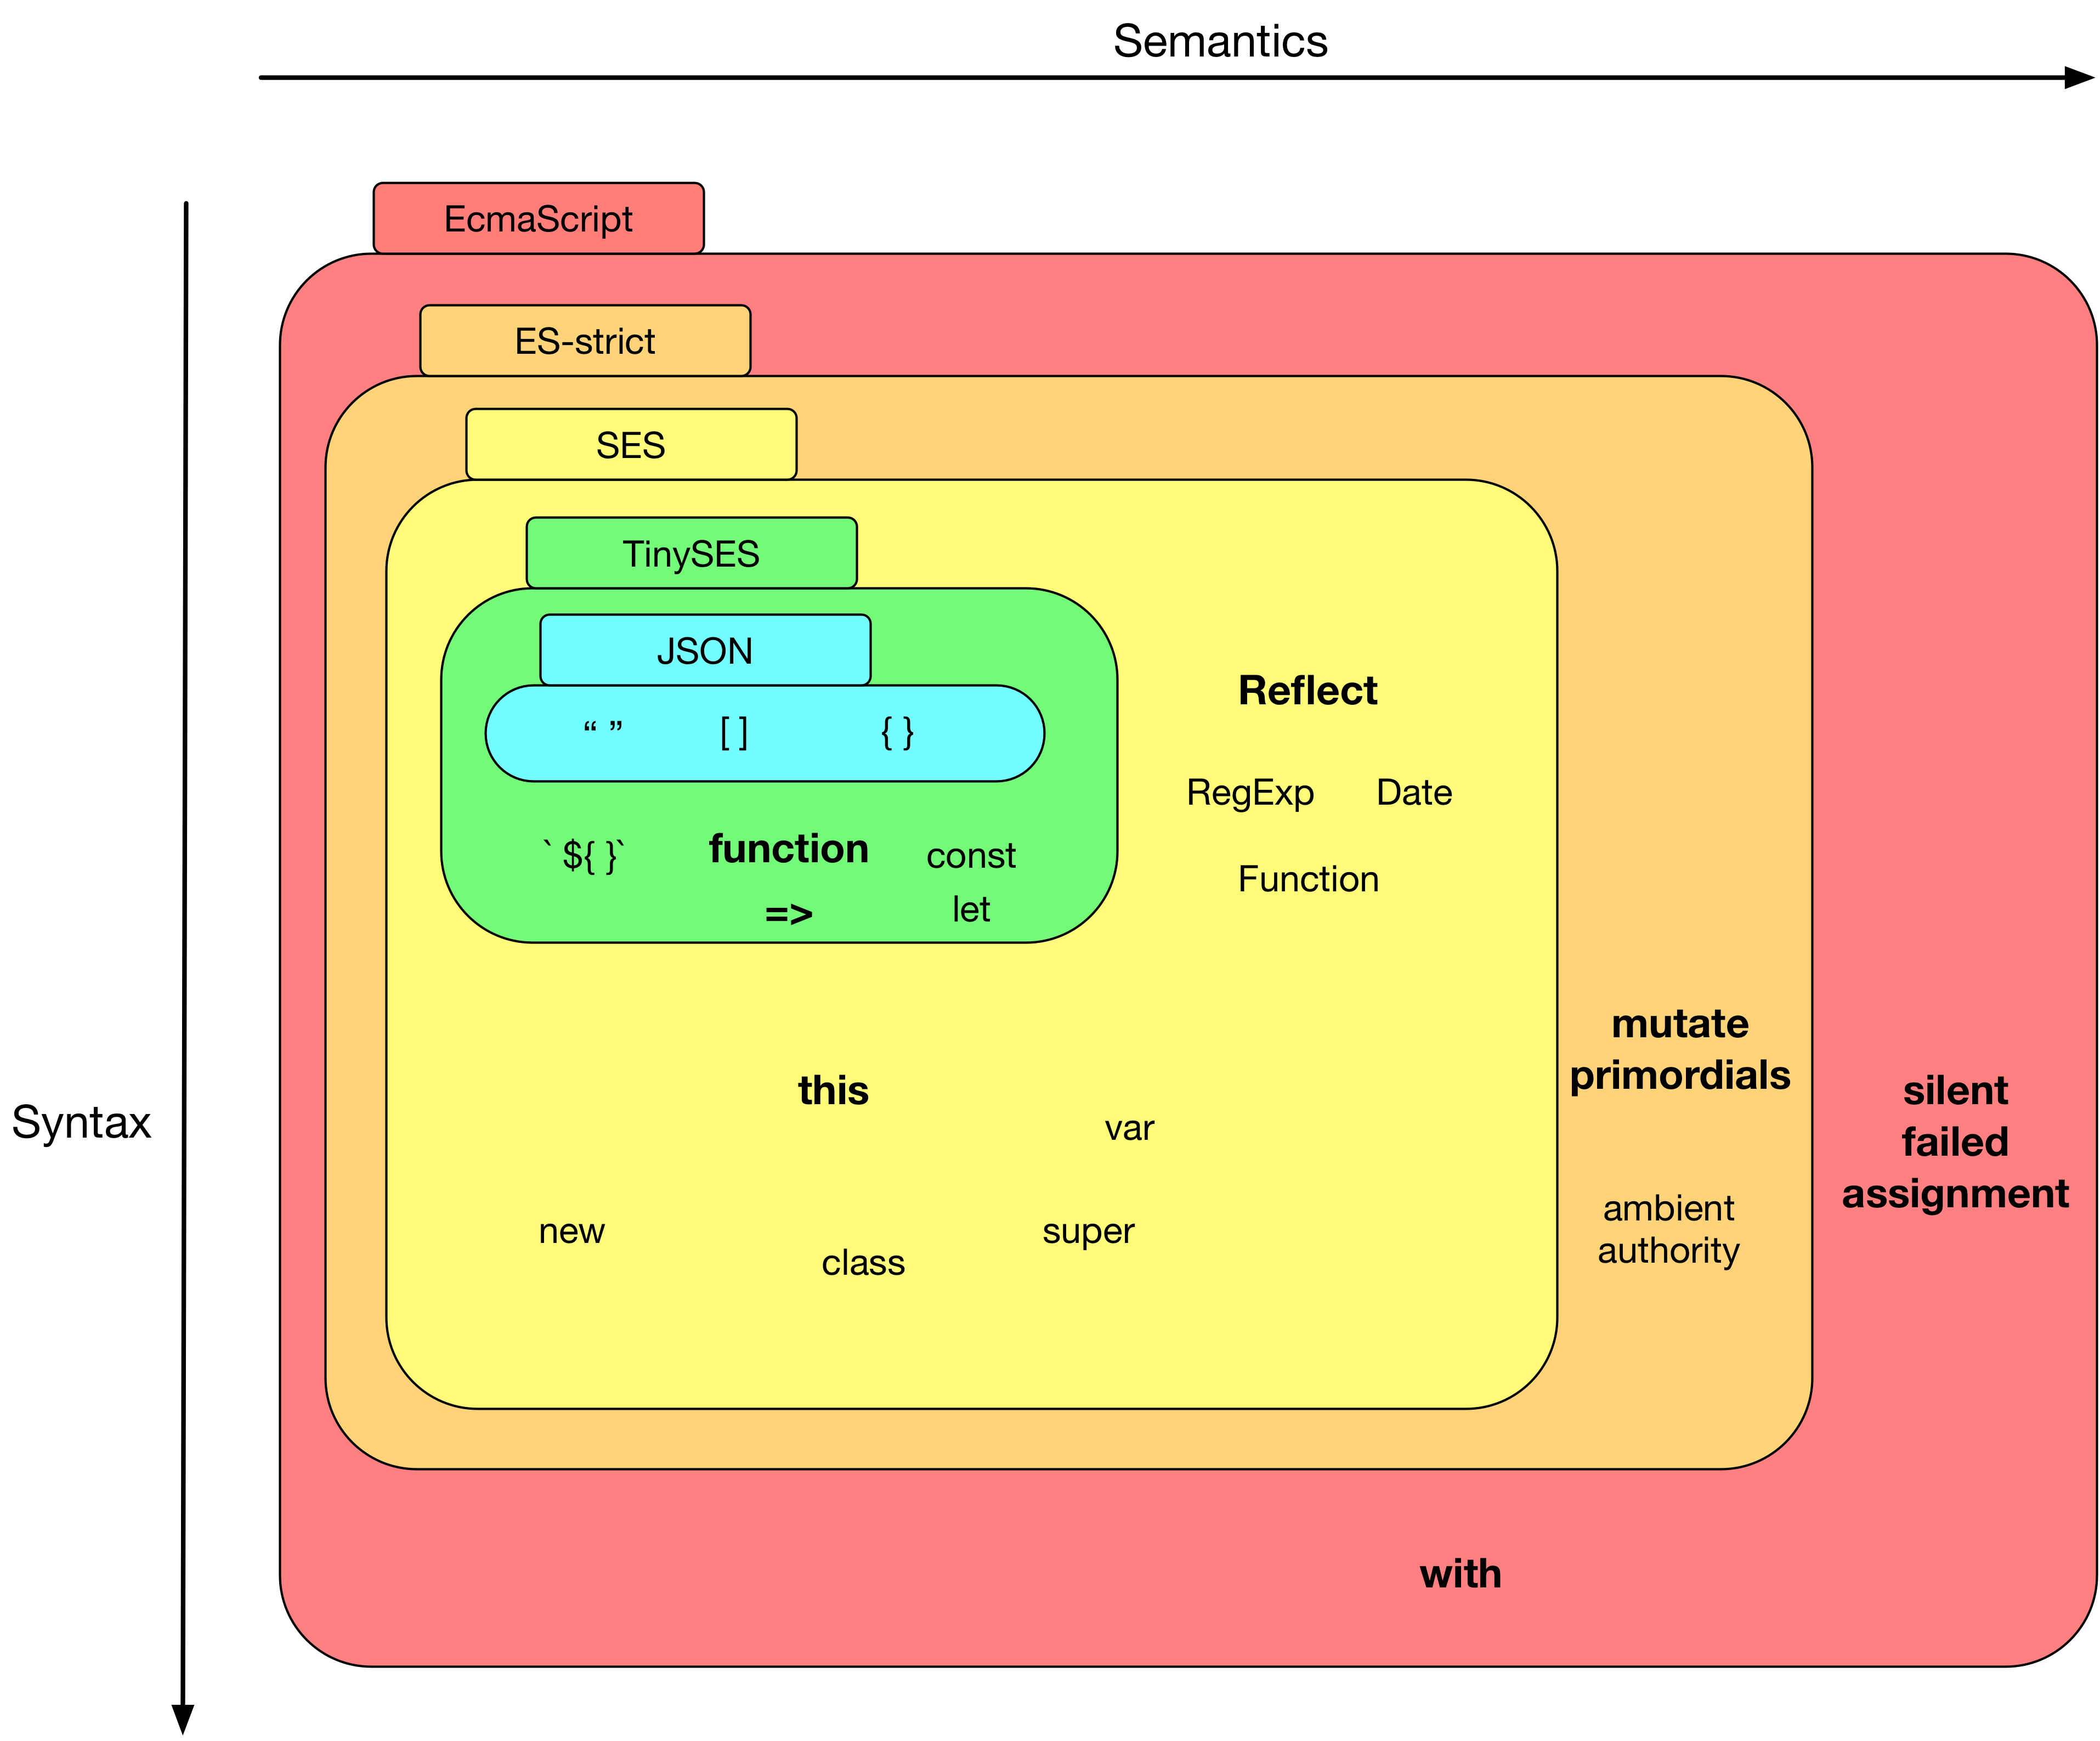 Semantics
EcmaScript
ES-strict
SES
TinySES
JSON
“ ” [ ] { }
Reflect
RegExp Date
` ${ }` function const
Function
=> let
mutate
primordials
this
silent
Syntax
var
failed
assignment
ambient
new super
authority
class
with